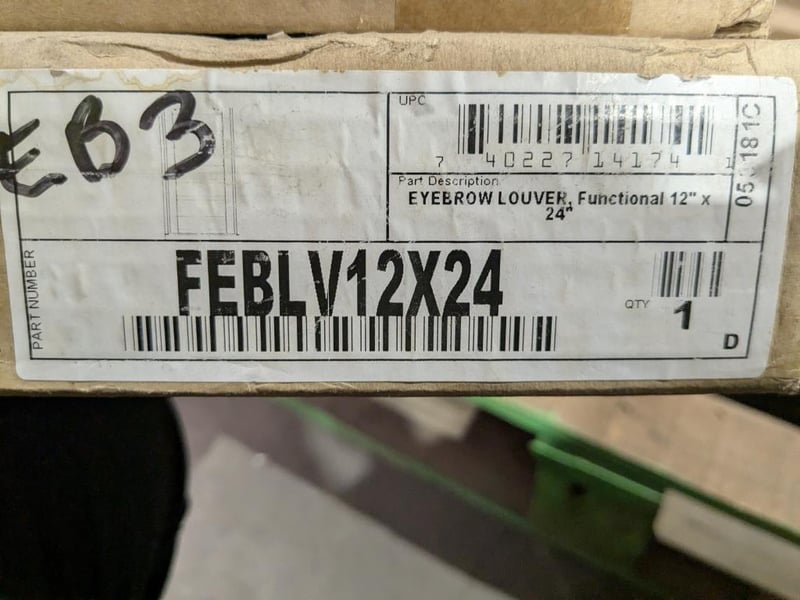 EB3
UPC
7 40227 14174 1
Part Description
EYEBROW LOUVER, Functional 12" x
24"
PART NUMBER
FEBLV12X24
QTY
1
D